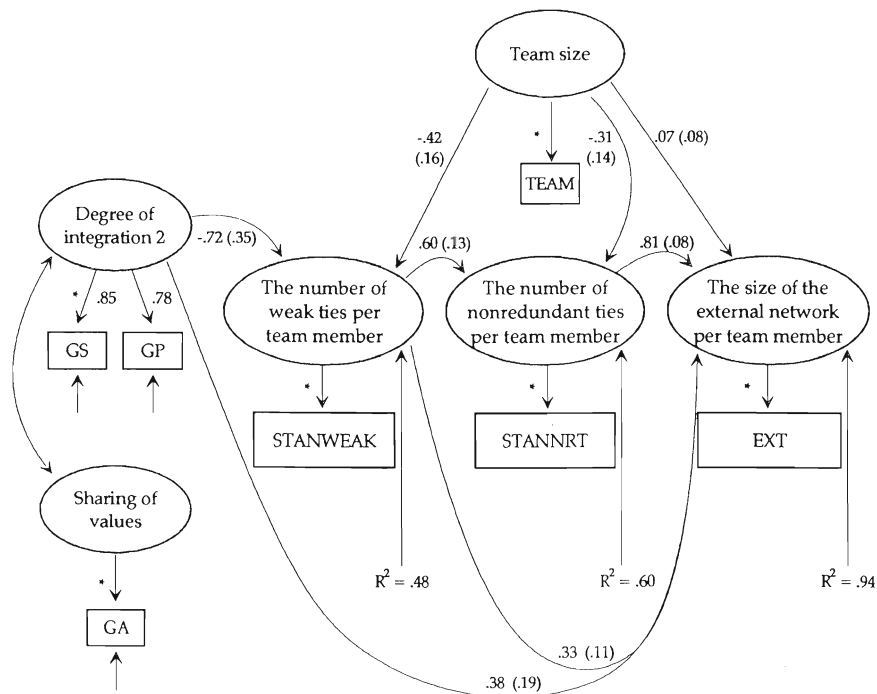 Team size
-.42
(.16)
*
-.31
(.14)
.07 (.08)
TEAM
Degree of
integration 2
-.72 (.35)
.60 (.13)
.81 (.08)
*
.85
.78
GS
GP
The number of
weak ties per
team member
The number of
nonredundant ties
per team member
The size of the
external network
per team member
*
*
*
STANWEAK
STANNRT
EXT
Sharing of
values
*
GA
R² = .48
R² = .60
R² = .94
.33 (.11)
.38 (.19)